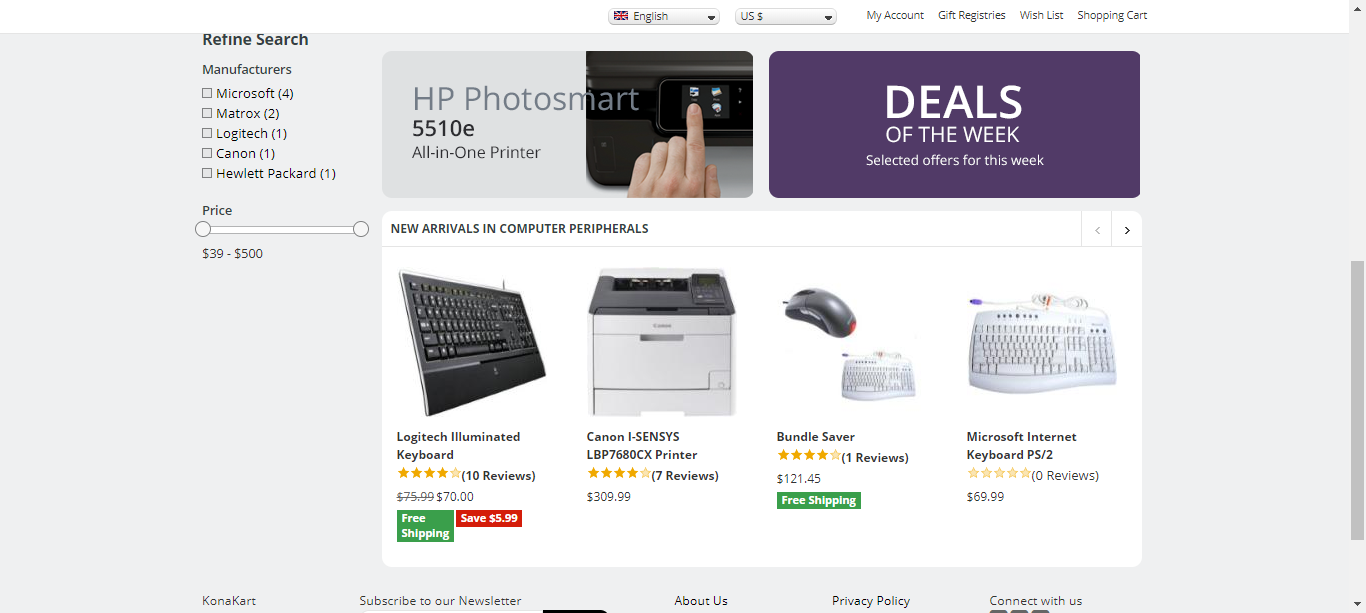 English
US $
My Account
Gift Registries
Wish List
Shopping Cart
Refine Search
Manufacturers
Microsoft (4)
Matrox (2)
Logitech (1)
Canon (1)
Hewlett Packard (1)
Price
$39 - $500
HP Photosmart
5510e
All-in-One Printer
DEALS
OF THE WEEK
Selected offers for this week
NEW ARRIVALS IN COMPUTER PERIPHERALS
Logitech Illuminated
Keyboard
(10 Reviews)
$75.99 $70.00
Free
Shipping
Save $5.99
Canon I-SENSYS
LBP7680CX Printer
(7 Reviews)
$309.99
Bundle Saver
(1 Reviews)
$121.45
Free Shipping
Microsoft Internet
Keyboard PS/2
(0 Reviews)
$69.99
KonaKart
Subscribe to our Newsletter
About Us
Privacy Policy
Connect with us